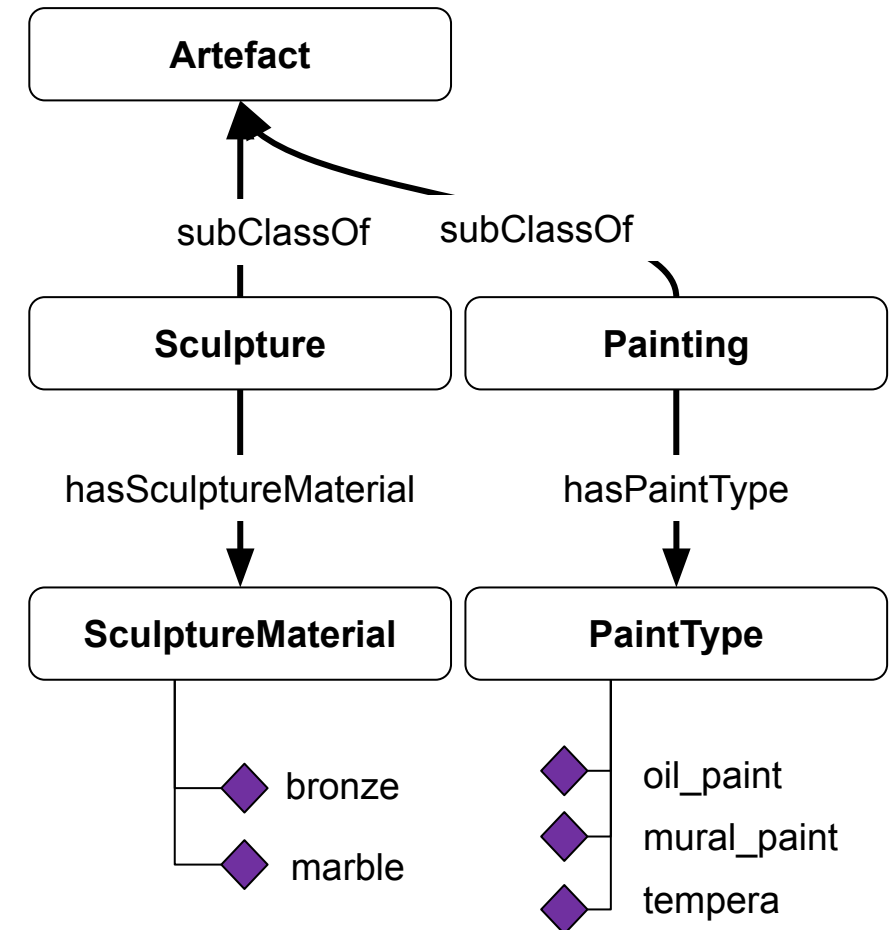 Artefact
subClassOf
subClassOf
Sculpture
Painting
hasSculptureMaterial
hasPaintType
SculptureMaterial
PaintType
bronze
marble
oil_paint
mural_paint
tempera